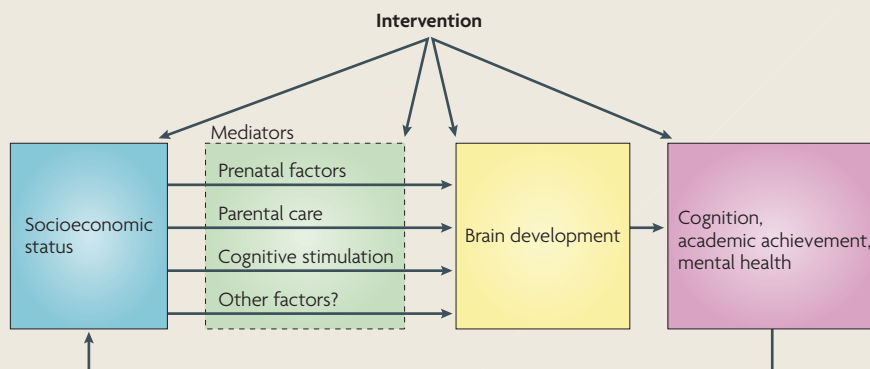 Intervention
Mediators
Prenatal factors
Parental care
Cognitive stimulation
Other factors?
Socioeconomic
status
Brain development
Cognition,
academic achievement,
mental health